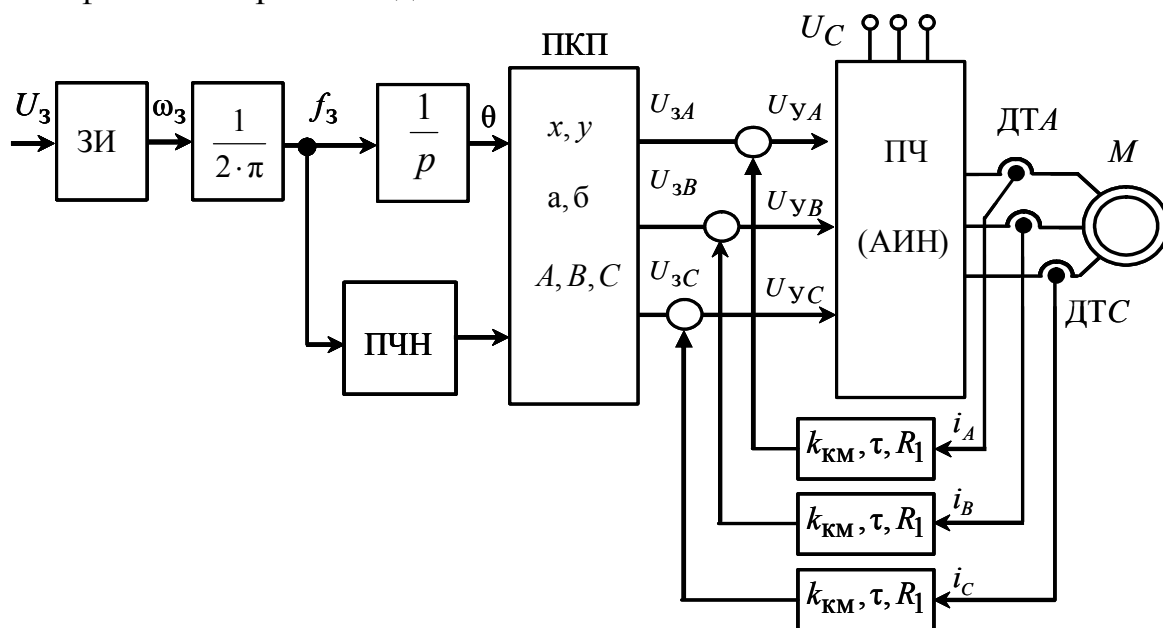 U_C
ПКП
U_з
ω_з
f_з
θ
ЗИ
1
2·π
1
p
x, y
а, б
A, B, C
U_зA
U_зB
U_зC
U_уA
U_уB
U_уC
ПЧ
(АИН)
ДТA
M
ДТC
ПЧН
k_км, τ, R_1
i_A
k_км, τ, R_1
i_B
k_км, τ, R_1
i_C